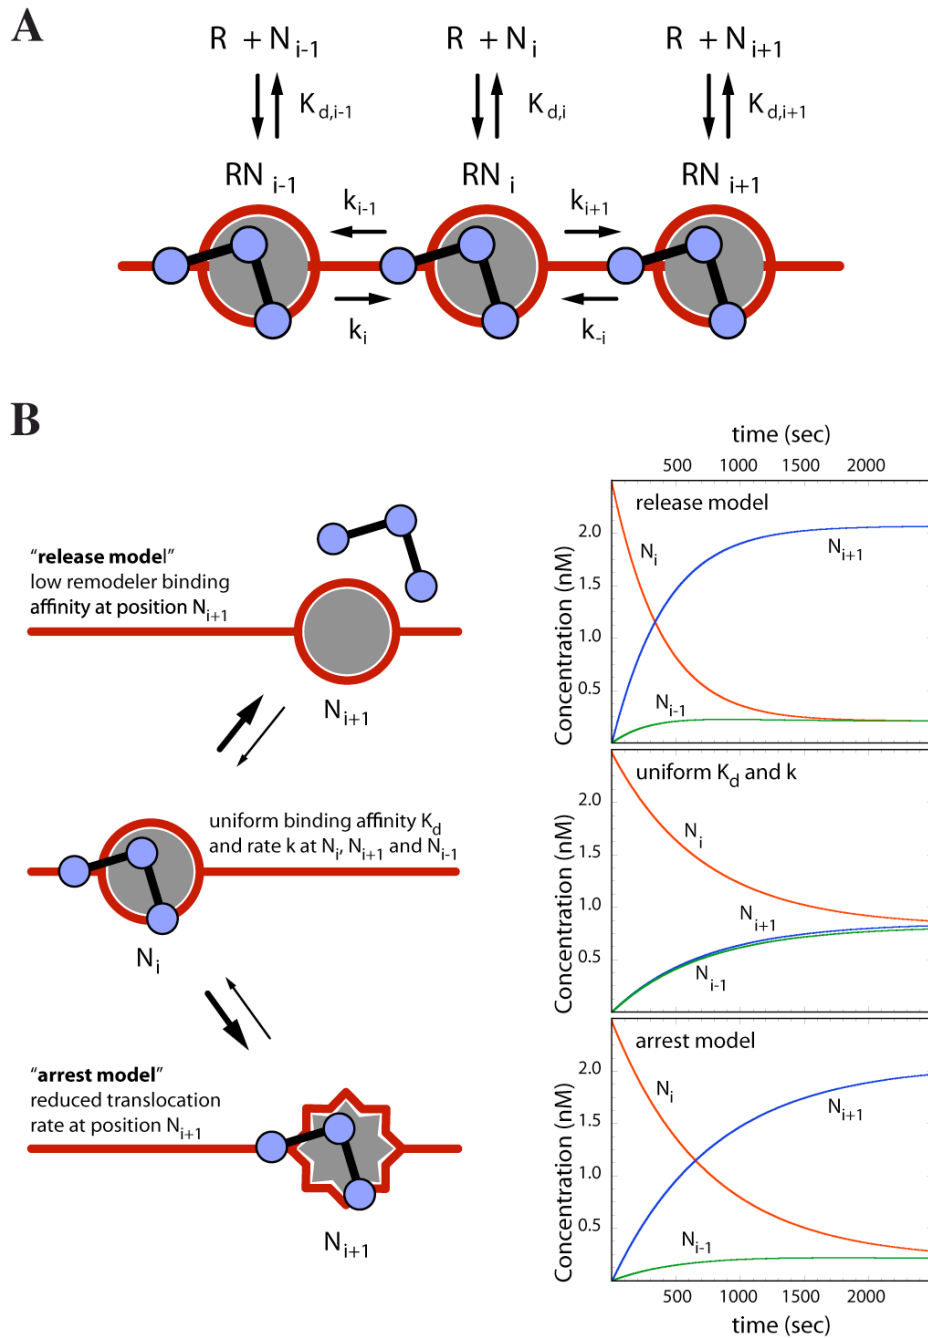 A
R + N i-1
R + N i
R + N i+1
K d,i-1
K d,i
K d,i+1
RN i-1
RN i
RN i+1
k i-1
k i+1
k i
k -i
B
"release model"
low remodeler binding
affinity at position N i+1
N i+1
uniform binding affinity K d
and rate k at N i, N i+1 and N i-1
N i
"arrest model"
reduced translocation
rate at position N i+1
N i+1
time (sec)
500 1000 1500 2000
release model
N i
N i+1
N i-1
2.0
1.5
1.0
0.5
Concentration (nM)
uniform K d and k
N i
N i+1
N i-1
2.0
1.5
1.0
0.5
Concentration (nM)
arrest model
N i
N i+1
N i-1
2.0
1.5
1.0
0.5
Concentration (nM)
500 1000 1500 2000
time (sec)